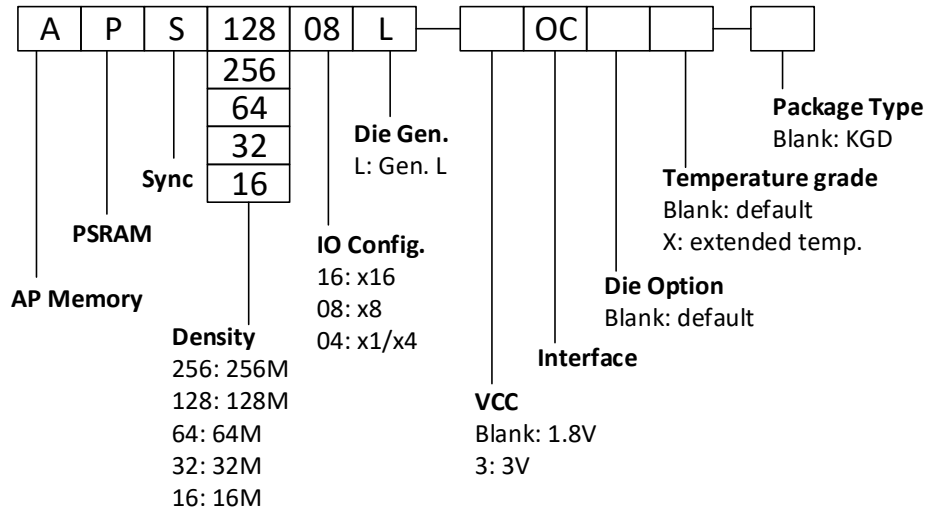 A P S 128 08 L OC
256
64
32
16
Sync
PSRAM
AP Memory
Density
256: 256M
128: 128M
64: 64M
32: 32M
16: 16M
IO Config.
16: x16
08: x8
04: x1/x4
Die Gen.
L: Gen. L
VCC
Blank: 1.8V
3: 3V
Interface
Die Option
Blank: default
Temperature grade
Blank: default
X: extended temp.
Package Type
Blank: KGD